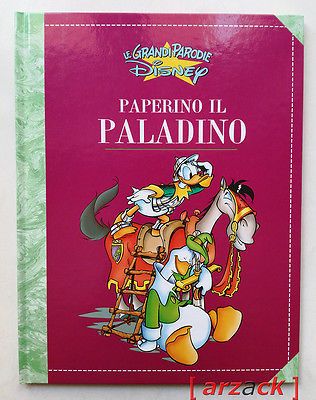 LE GRANDI PARODIE
DISNEY
PAPERINO IL
PALADINO
[ arzack ]